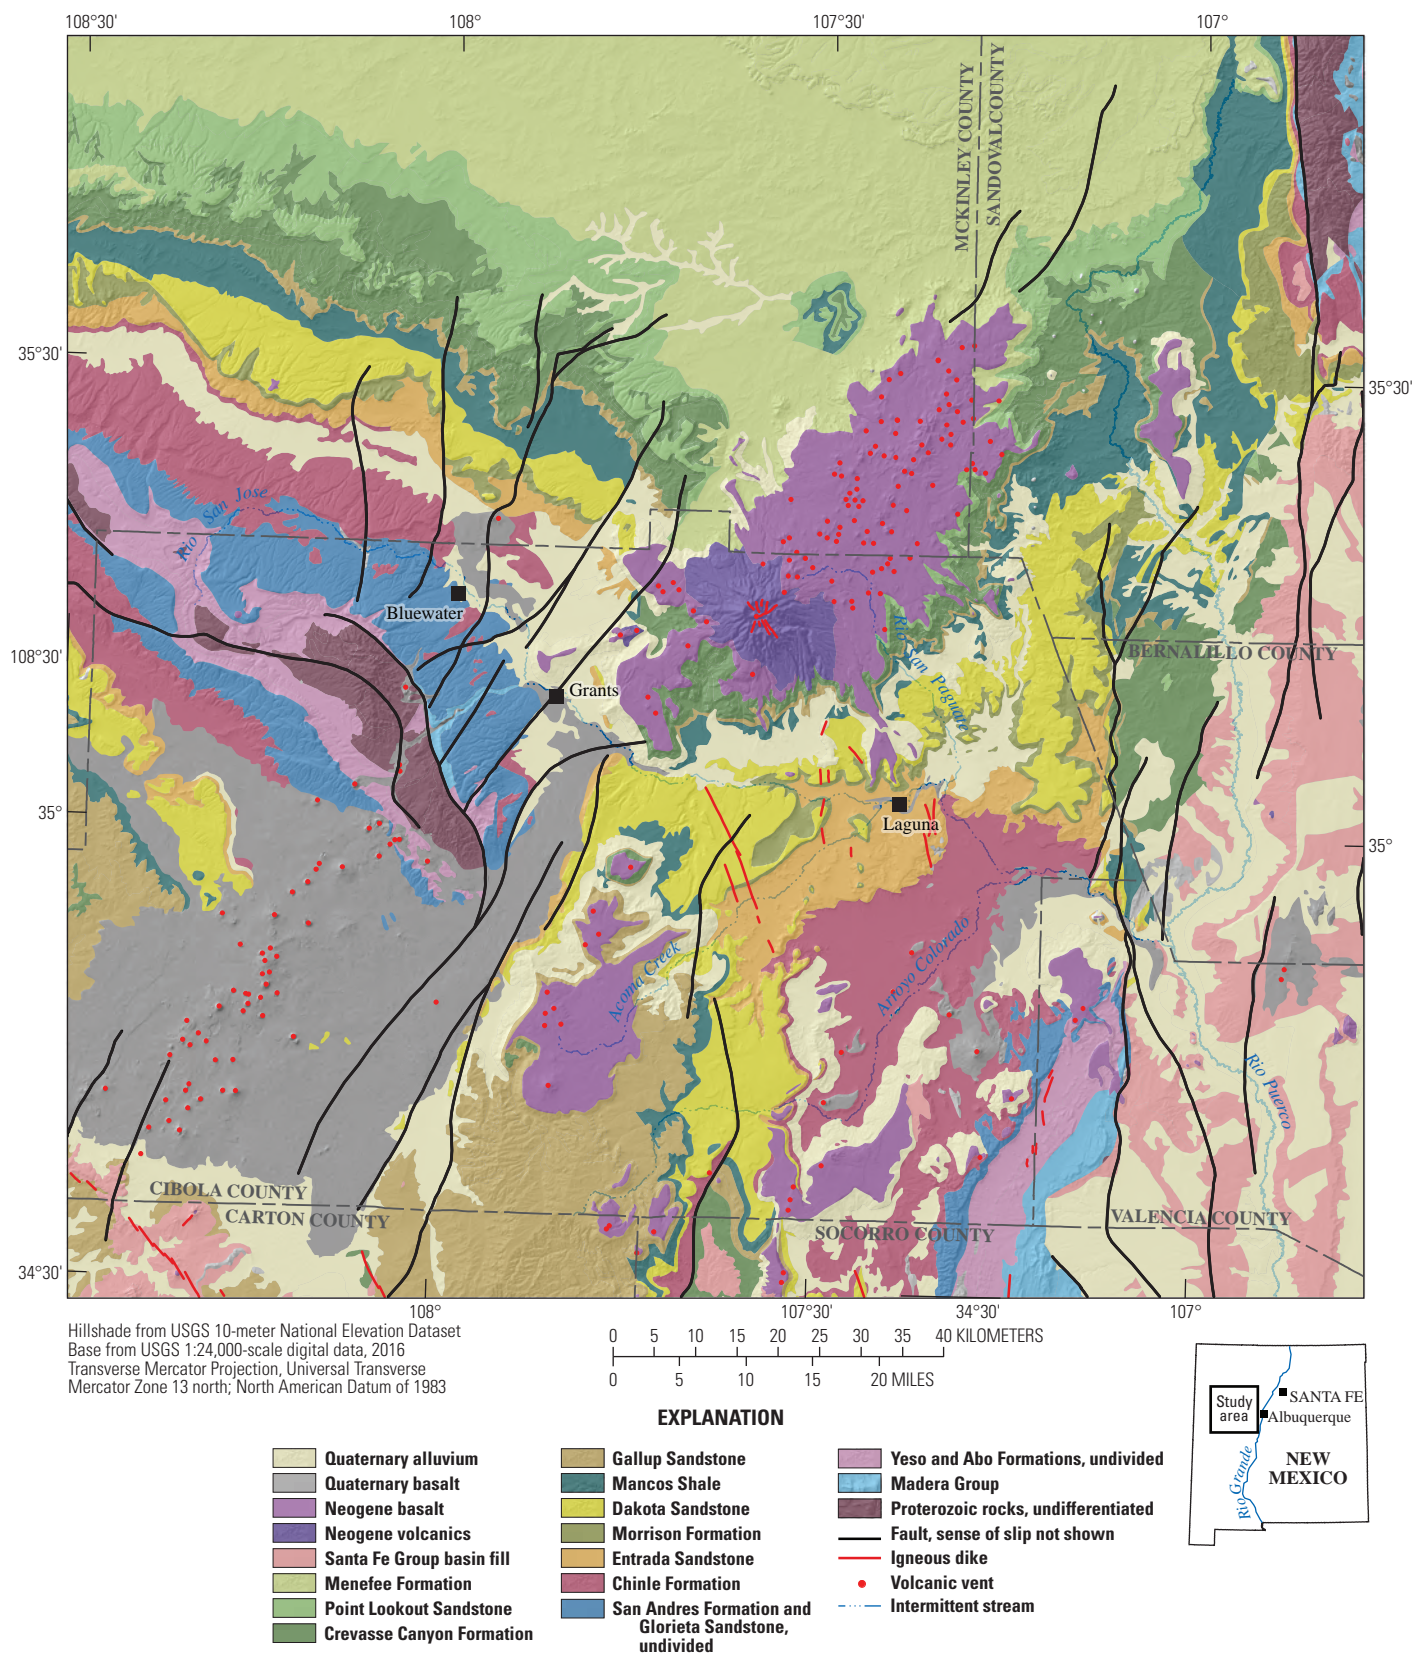 108°30'
108°
107°30'
107°
MCKINLEY COUNTY
SANDOVALCOUNTY
35°30'
35°30'
Rio San Jose
Bluewater
108°30'
Grants
Rio San Paguate
BERNALILLO COUNTY
35°
Laguna
35°
Acoma Creek
Arroyo Colorado
Rio Puerco
CIBOLA COUNTY
CARTON COUNTY
SOCORRO COUNTY
VALENCIA COUNTY
34°30'
108°
107°30'
34°30'
107°
Hillshade from USGS 10-meter National Elevation Dataset
Base from USGS 1:24,000-scale digital data, 2016
Transverse Mercator Projection, Universal Transverse
Mercator Zone 13 north; North American Datum of 1983
0 5 10 15 20 25 30 35 40 KILOMETERS
0 5 10 15 20 MILES
EXPLANATION
Quaternary alluvium
Quaternary basalt
Neogene basalt
Neogene volcanics
Santa Fe Group basin fill
Menefee Formation
Point Lookout Sandstone
Crevasse Canyon Formation
Gallup Sandstone
Mancos Shale
Dakota Sandstone
Morrison Formation
Entrada Sandstone
Chinle Formation
San Andres Formation and
Glorieta Sandstone,
undivided
Yeso and Abo Formations, undivided
Madera Group
Proterozoic rocks, undifferentiated
Fault, sense of slip not shown
Igneous dike
Volcanic vent
Intermittent stream
Study
area
SANTA FE
Albuquerque
NEW
MEXICO
Rio Grande